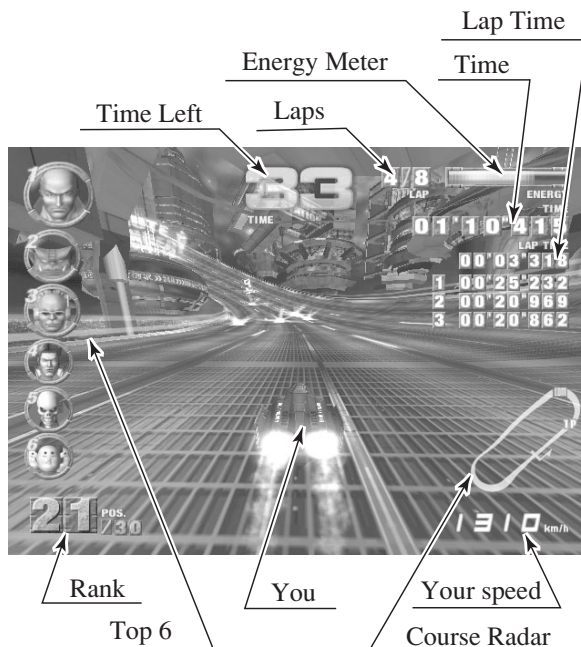 Lap Time
Energy Meter
Time
Time Left
Laps
33
TIME
4/8
LAP
ENERGY
TIME
01'10"415
LAP TIME
00'03"318
1 00'25"232
2 00'20"969
3 00'20"862
1P
21 POS. /30
1310 km/h
Rank
You
Your speed
Top 6
Course Radar